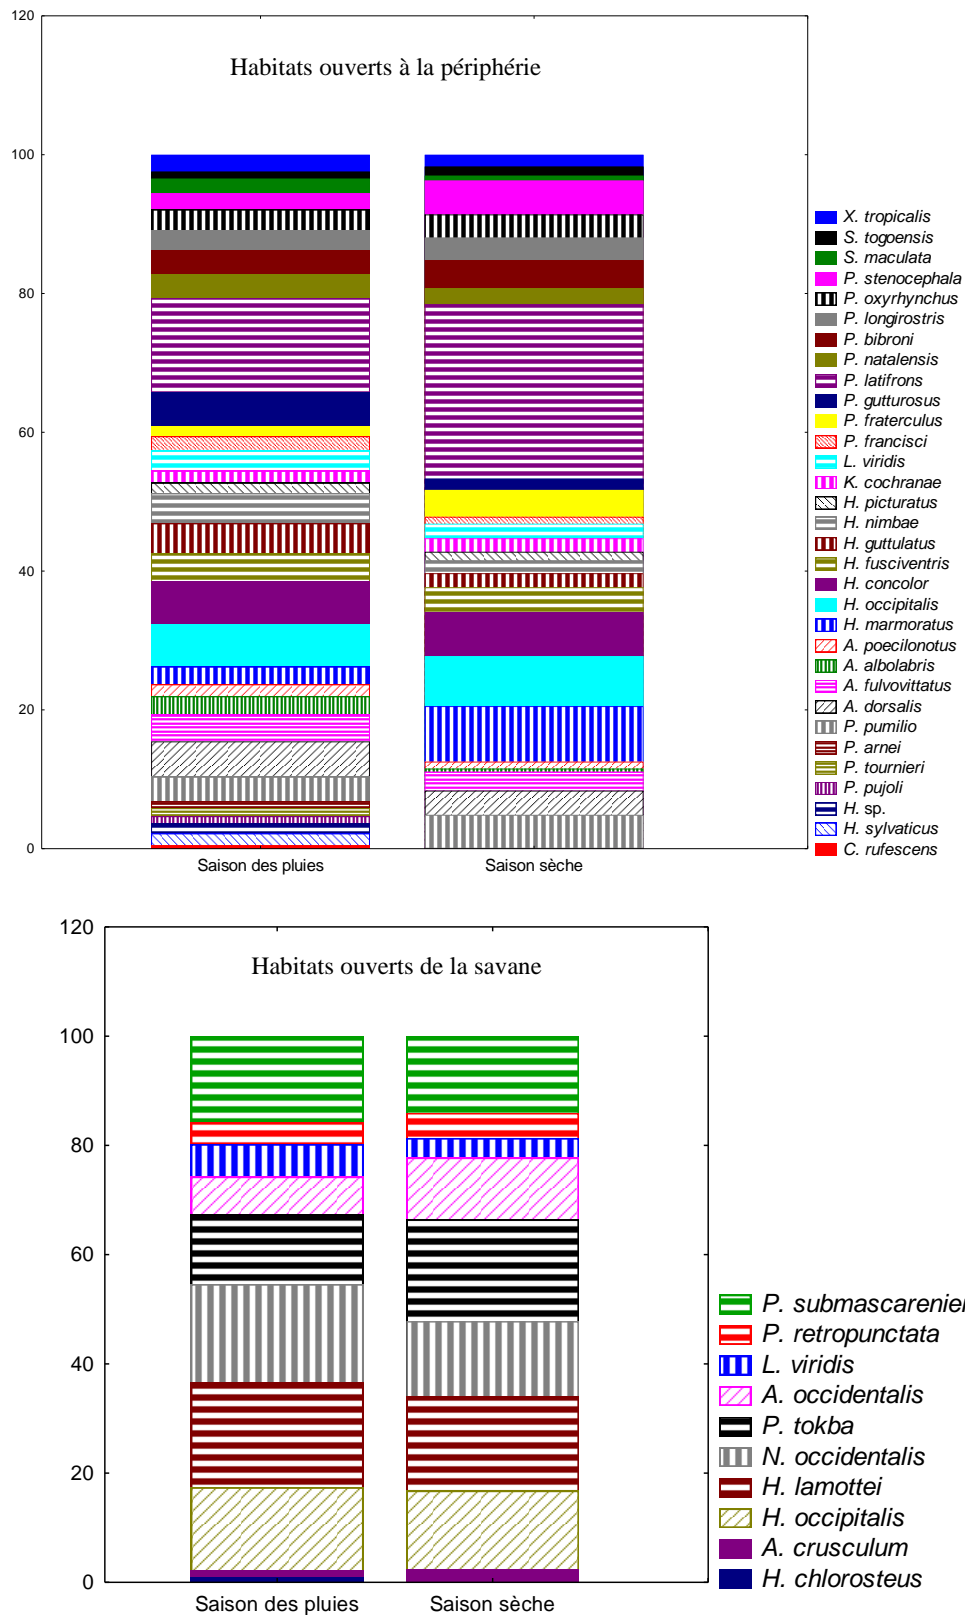 120
Habitats ouverts à la périphérie
100
80
60
40
20
0
Saison des pluies
Saison sèche
X. tropicalis
S. togoensis
S. maculata
P. stenocephala
P. oxyrhynchus
P. longirostris
P. bibroni
P. natalensis
P. latifrons
P. gutturosus
P. fraterculus
P. francisci
L. viridis
K. cochranae
H. picturatus
H. nimbae
H. guttulatus
H. fusciventris
H. concolor
H. occipitalis
H. marmoratus
A. poecilonotus
A. albolabris
A. fulvovittatus
A. dorsalis
P. pumilio
P. arnei
P. tournieri
P. pujoli
H. sp.
H. sylvaticus
C. rufescens
120
Habitats ouverts de la savane
100
80
60
40
20
0
Saison des pluies
Saison sèche
P. submascarenier
P. retropunctata
L. viridis
A. occidentalis
P. tokba
N. occidentalis
H. lamottei
H. occipitalis
A. crusculum
H. chlorosteus